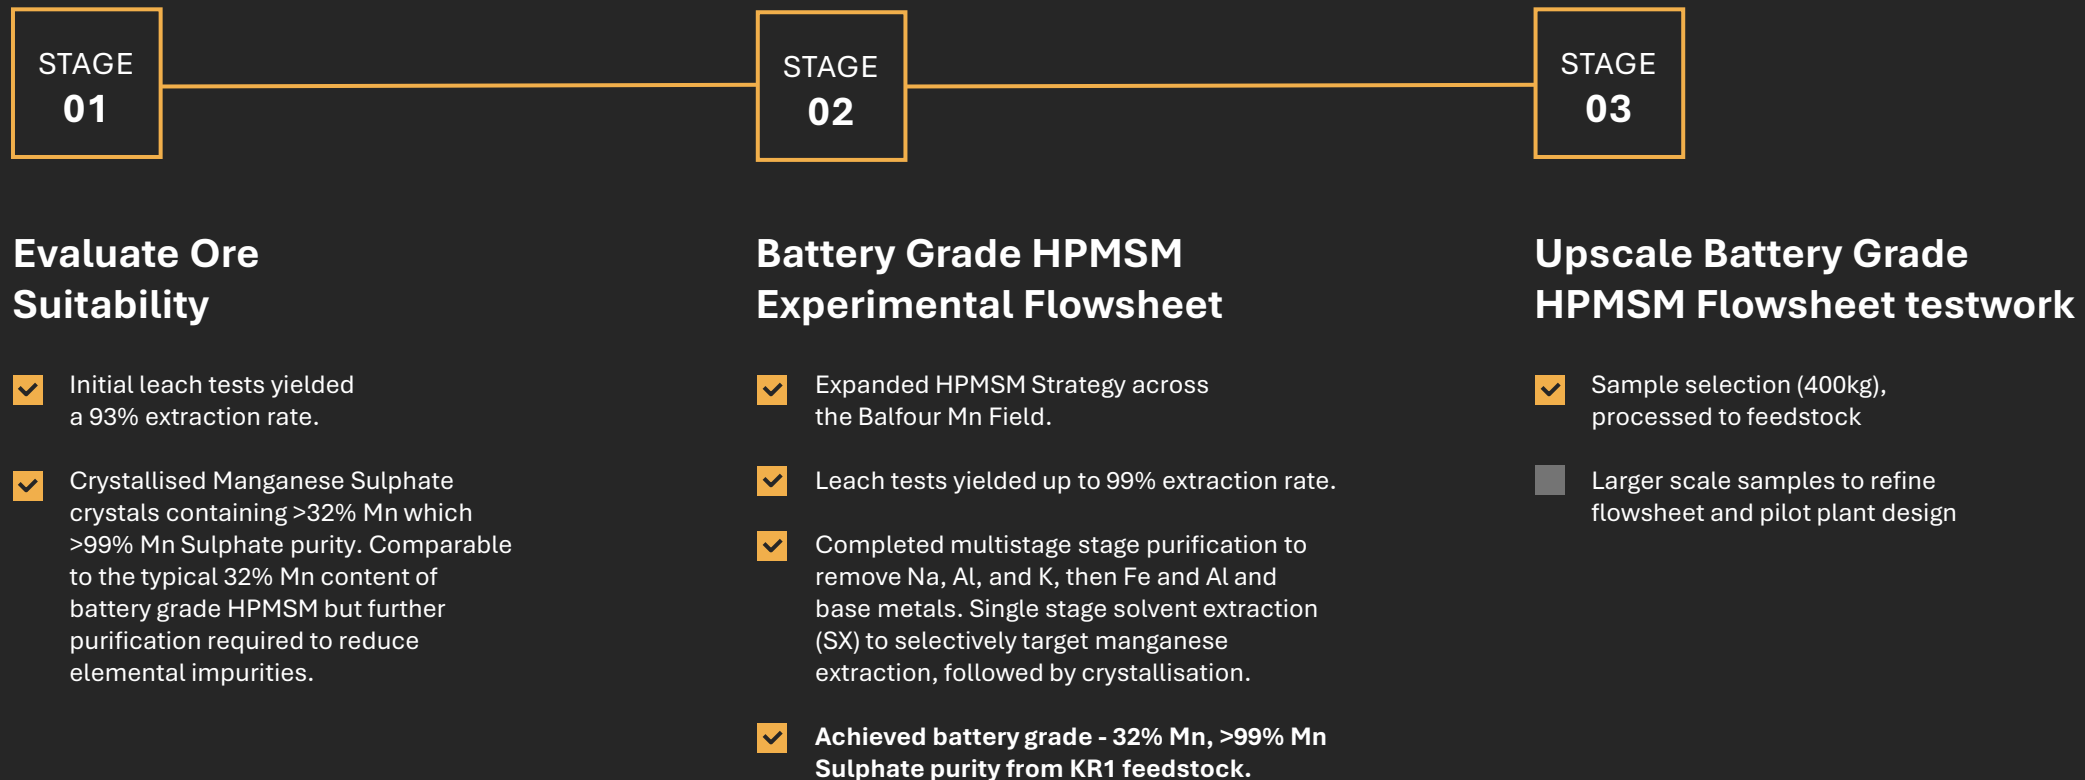 STAGE
01
STAGE
02
STAGE
03
Evaluate Ore
Suitability
Initial leach tests yielded
a 93% extraction rate.
Crystallised Manganese Sulphate
crystals containing >32% Mn which
>99% Mn Sulphate purity. Comparable
to the typical 32% Mn content of
battery grade HPMSM but further
purification required to reduce
elemental impurities.
Battery Grade HPMSM
Experimental Flowsheet
Expanded HPMSM Strategy across
the Balfour Mn Field.
Leach tests yielded up to 99% extraction rate.
Completed multistage stage purification to
remove Na, Al, and K, then Fe and Al and
base metals. Single stage solvent extraction
(SX) to selectively target manganese
extraction, followed by crystallisation.
Achieved battery grade - 32% Mn, >99% Mn
Sulphate purity from KR1 feedstock.
Upscale Battery Grade
HPMSM Flowsheet testwork
Sample selection (400kg),
processed to feedstock
Larger scale samples to refine
flowsheet and pilot plant design